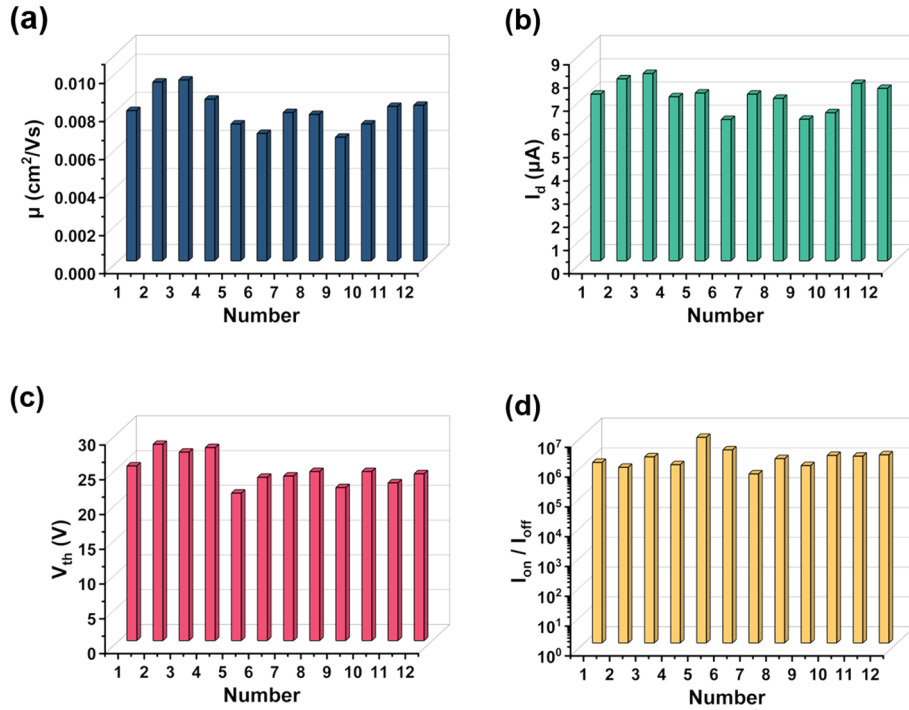 (a)
0.010
0.008
0.006
0.004
0.002
0.000
μ (cm²/Vs)
1 2 3 4 5 6 7 8 9 10 11 12
Number
(b)
9
8
7
6
5
4
3
2
1
0
I_d (μA)
1 2 3 4 5 6 7 8 9 10 11 12
Number
(c)
30
25
20
15
10
5
0
V_th (V)
1 2 3 4 5 6 7 8 9 10 11 12
Number
(d)
10⁷
10⁶
10⁵
10⁴
10³
10²
10¹
10⁰
I_on / I_off
1 2 3 4 5 6 7 8 9 10 11 12
Number